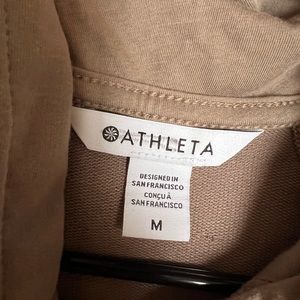 ATHLETA
DESIGNED IN
SAN FRANCISCO
CONÇU À
SAN FRANCISCO
M